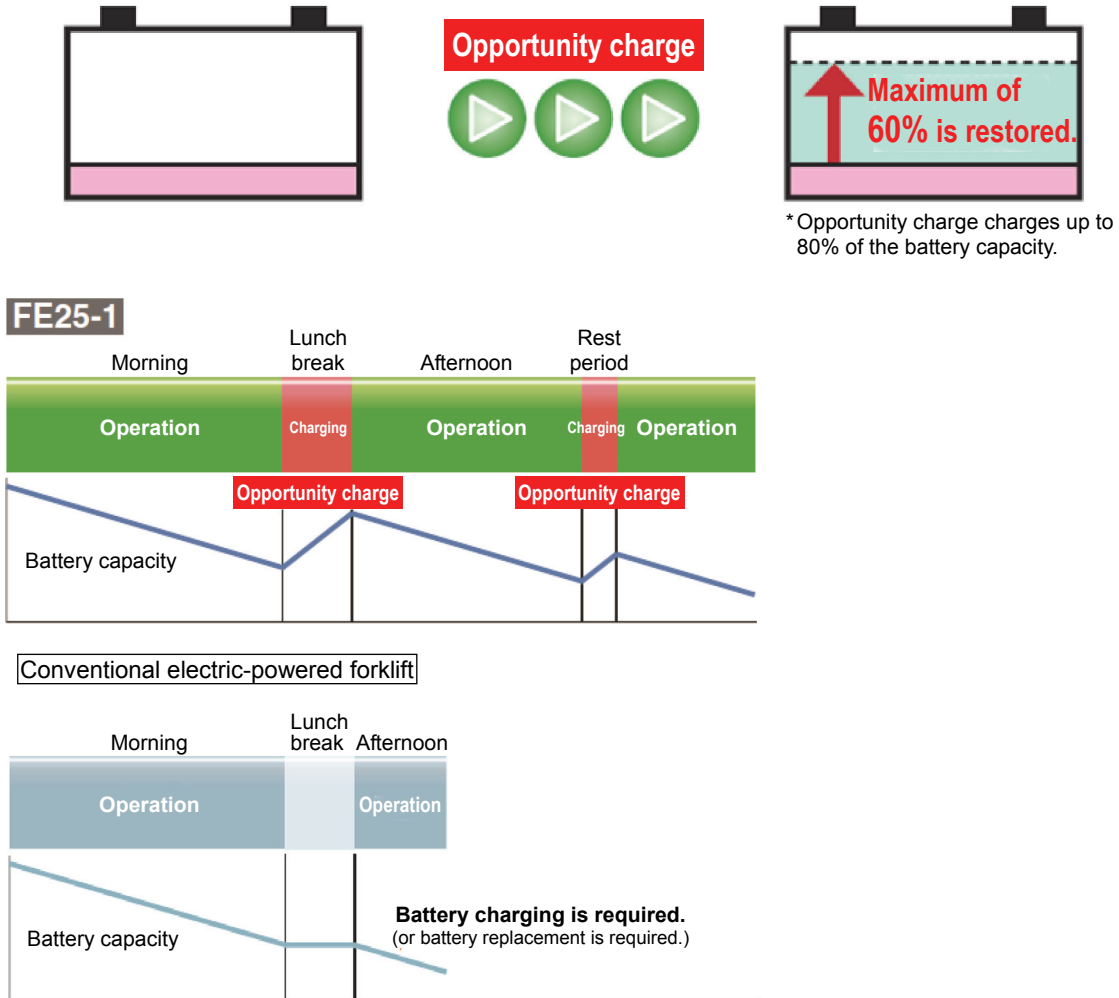 Opportunity charge
Maximum of
60% is restored.
* Opportunity charge charges up to
80% of the battery capacity.
FE25-1
Morning
Lunch
break
Afternoon
Rest
period
Operation
Charging
Operation
Charging
Operation
Opportunity charge
Opportunity charge
Battery capacity
Conventional electric-powered forklift
Morning
Lunch
break
Afternoon
Operation
Operation
Battery capacity
Battery charging is required.
(or battery replacement is required.)